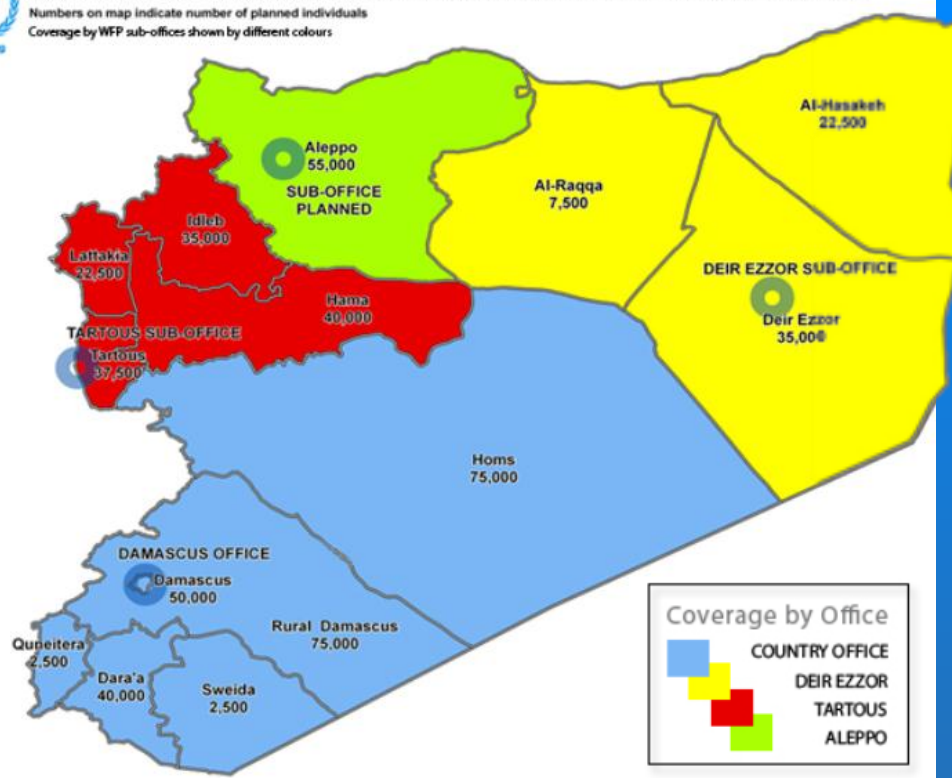 Numbers on map indicate number of planned individuals
Coverage by WFP sub-offices shown by different colours
Al-Hasakeh
22,500
Aleppo
55,000
SUB-OFFICE
PLANNED
Al-Raqqa
7,500
Idleb
35,000
Lattakia
22,500
DEIR EZZOR SUB-OFFICE
Deir Ezzor
35,000
Hama
40,000
TARTOUS SUB-OFFICE
Tartous
37,500
Homs
75,000
DAMASCUS OFFICE
Damascus
50,000
Rural Damascus
75,000
Quneitera
2,500
Dara'a
40,000
Sweida
2,500
Coverage by Office
COUNTRY OFFICE
DEIR EZZOR
TARTOUS
ALEPPO